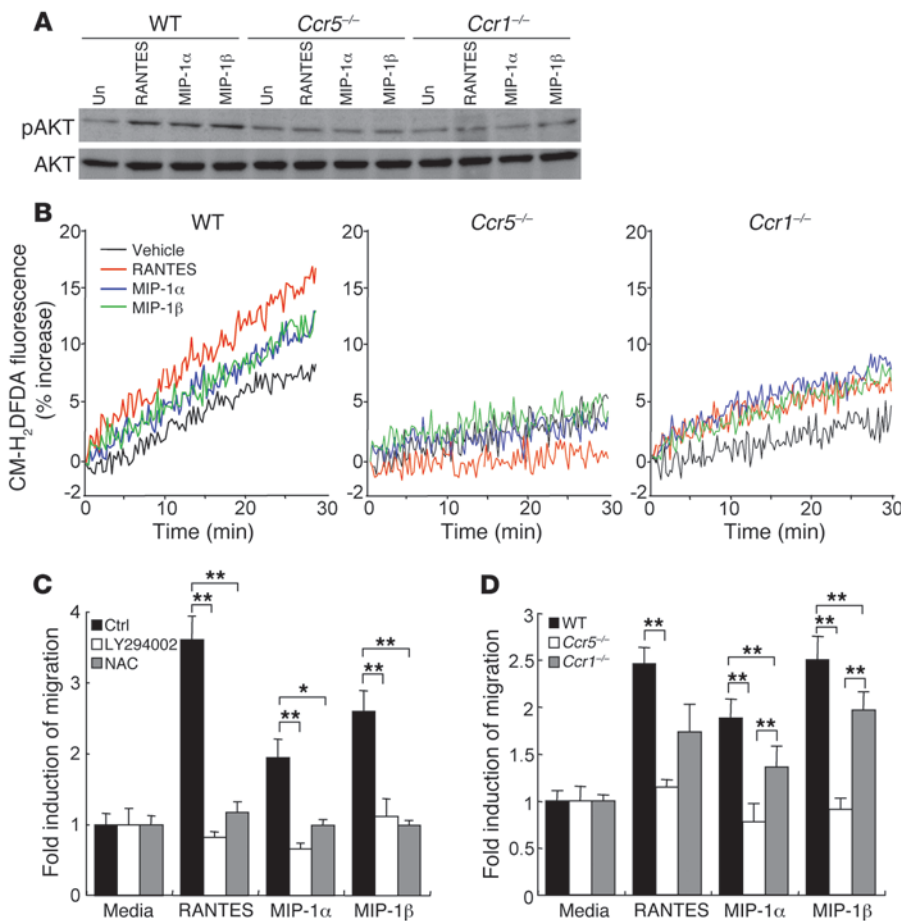 A
WT Ccr5–/– Ccr1–/–
Un RANTES MIP-1α MIP-1β Un RANTES MIP-1α MIP-1β Un RANTES MIP-1α MIP-1β
pAKT
AKT
B
WT Ccr5–/– Ccr1–/–
CM-H2DFDA fluorescence
(% increase)
20 15 10 5 0 -2
Vehicle
RANTES
MIP-1α
MIP-1β
0 10 20 30
Time (min)
20 15 10 5 0 -2
0 10 20 30
Time (min)
20 15 10 5 0 -2
0 10 20 30
Time (min)
C
Fold induction of migration
4 3 2 1 0
Ctrl
LY294002
NAC
** **
** *
** **
Media RANTES MIP-1α MIP-1β
D
Fold induction of migration
3 2.5 2 1.5 1 0.5 0
WT
Ccr5–/–
Ccr1–/–
**
** ** **
** ** **
Media RANTES MIP-1α MIP-1β